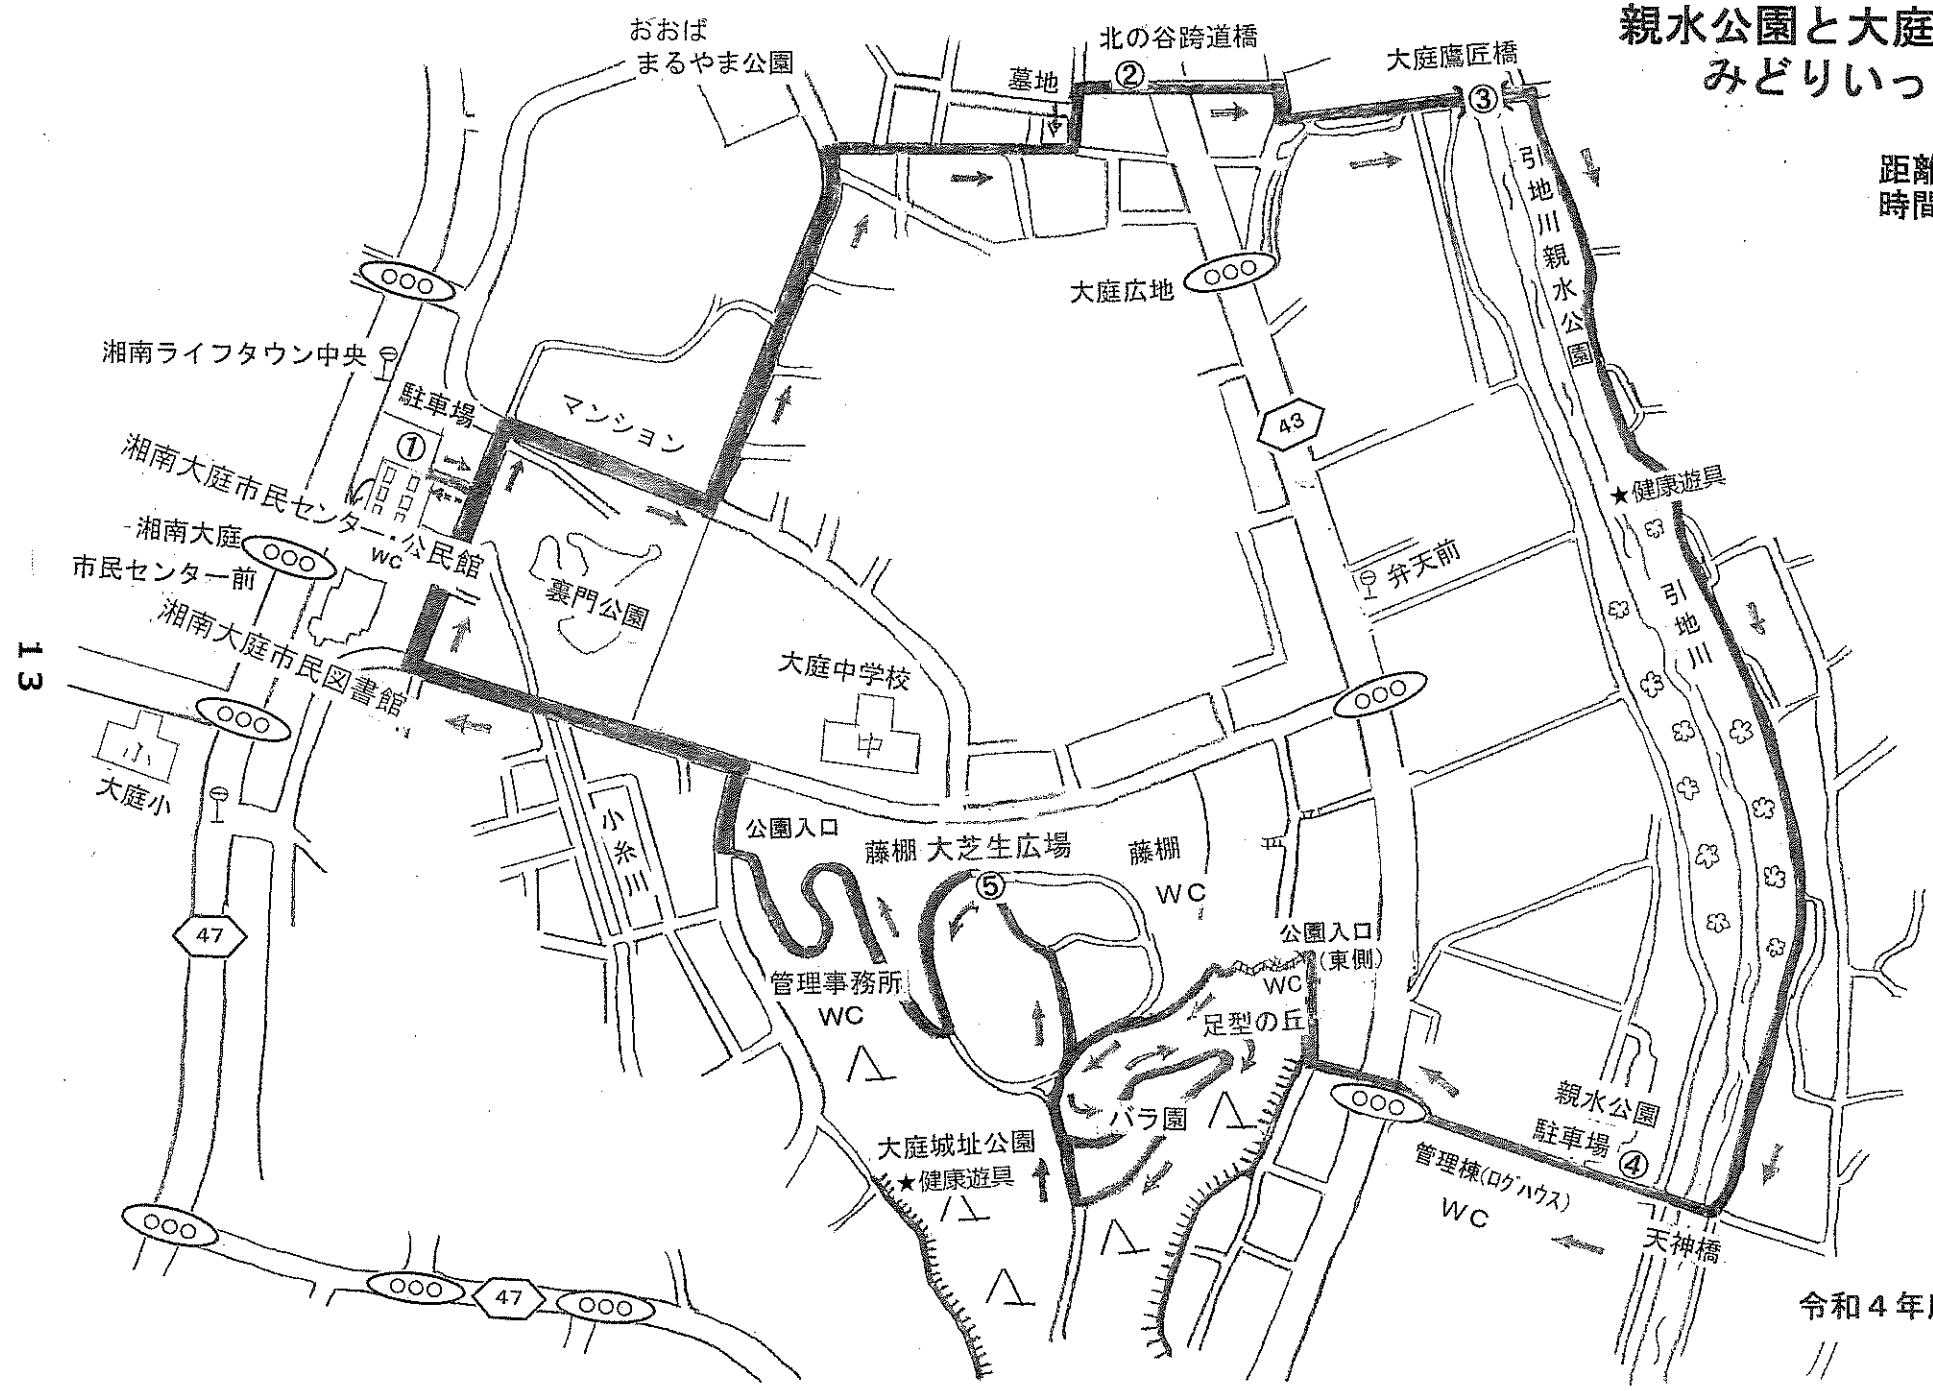 親水公園と大庭
みどりいっ
距離
時間
おおば
まるやま公園
墓地
北の谷跨道橋
②
大庭鷹匠橋
③
引地川親水公園
大庭広地
湘南ライフタウン中央
駐車場
マンション
①
43
湘南大庭市民センター・公民館
WC
★健康遊具
湘南大庭
市民センター前
弁天前
引地川
裏門公園
湘南大庭市民図書館
大庭中学校
中
小
大庭小
小糸川
公園入口
藤棚
大芝生広場
藤棚
WC
⑤
47
公園入口
(東側)
WC
管理事務所
WC
足型の丘
バラ園
親水公園
駐車場
④
大庭城址公園
★健康遊具
管理棟(ログハウス)
WC
天神橋
47
令和4年
13